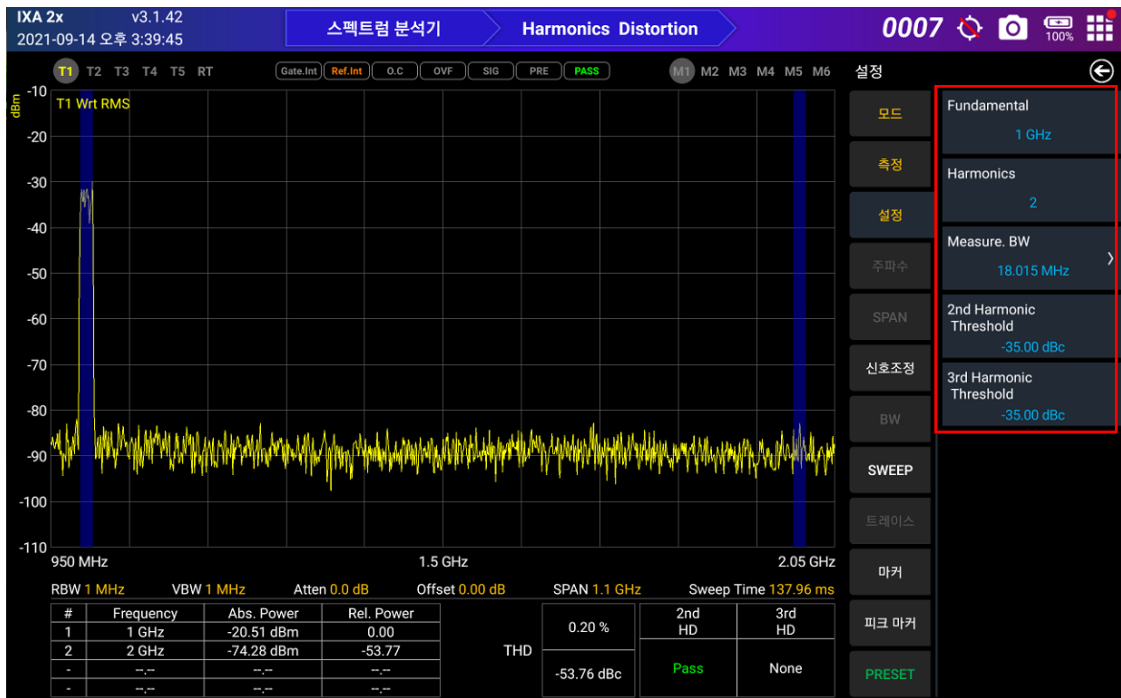 IXA 2x v3.1.42
2021-09-14 오후 3:39:45
스펙트럼 분석기
Harmonics Distortion
0007
100%
T1 T2 T3 T4 T5 RT
Gate.Int Ref.Int O.C OVF SIG PRE PASS
M1 M2 M3 M4 M5 M6
dBm
T1 Wrt RMS
-10
-20
-30
-40
-50
-60
-70
-80
-90
-100
-110
950 MHz 1.5 GHz 2.05 GHz
RBW 1 MHz VBW 1 MHz Atten 0.0 dB Offset 0.00 dB SPAN 1.1 GHz Sweep Time 137.96 ms
# Frequency Abs. Power Rel. Power
1 1 GHz -20.51 dBm 0.00
2 2 GHz -74.28 dBm -53.77
- --.-- --.-- --.--
- --.-- --.-- --.--
THD
0.20 %
-53.76 dBc
2nd
HD
Pass
3rd
HD
None
설정
모드
측정
설정
주파수
SPAN
신호조정
BW
SWEEP
트레이스
마커
피크 마커
PRESET
Fundamental
1 GHz
Harmonics
2
Measure. BW
18.015 MHz
2nd Harmonic
Threshold
-35.00 dBc
3rd Harmonic
Threshold
-35.00 dBc